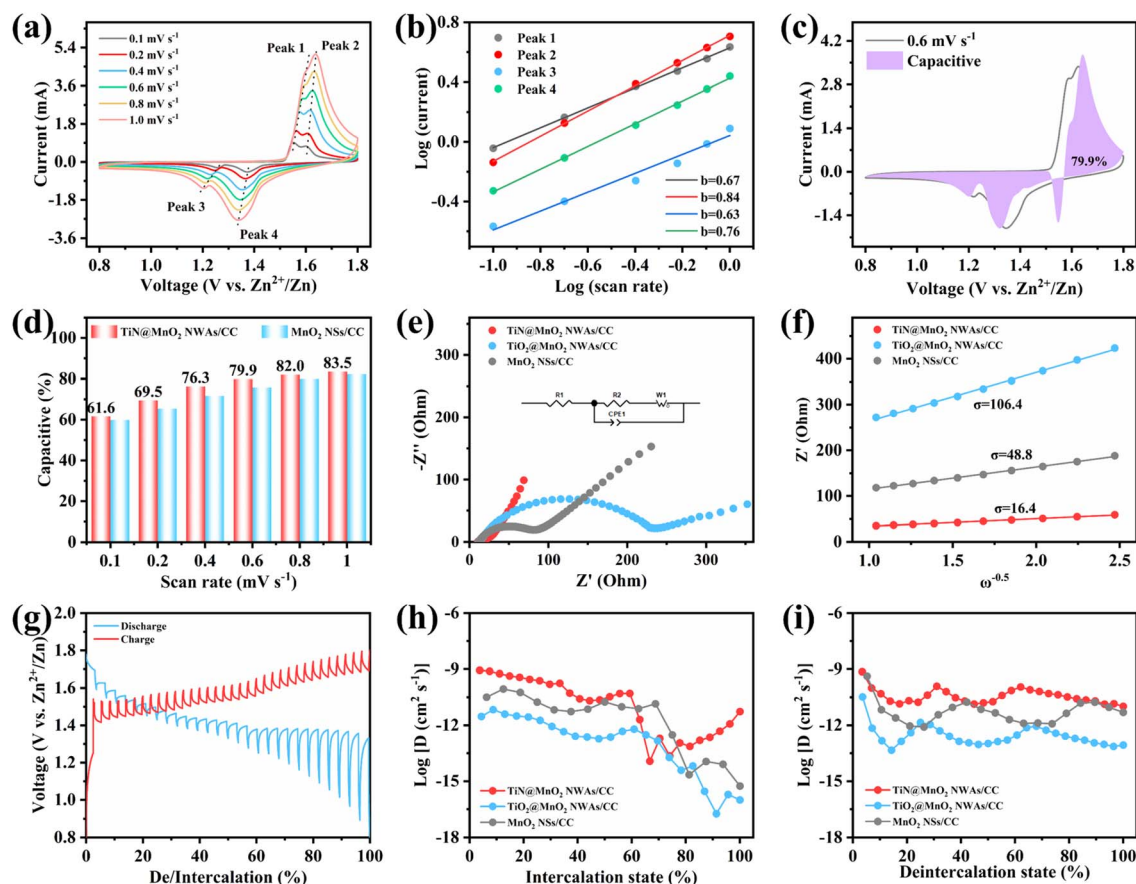 (a)
0.1 mV s⁻¹
0.2 mV s⁻¹
0.4 mV s⁻¹
0.6 mV s⁻¹
0.8 mV s⁻¹
1.0 mV s⁻¹
Peak 1
Peak 2
Peak 3
Peak 4
5.4
3.6
1.8
0.0
-1.8
-3.6
Current (mA)
0.8 1.0 1.2 1.4 1.6 1.8
Voltage (V vs. Zn²⁺/Zn)
(b)
Peak 1
Peak 2
Peak 3
Peak 4
b=0.67
b=0.84
b=0.63
b=0.76
0.8
0.4
0.0
-0.4
Log (current)
-1.0 -0.8 -0.6 -0.4 -0.2 0.0
Log (scan rate)
(c)
0.6 mV s⁻¹
Capacitive
79.9%
4.2
2.8
1.4
0.0
-1.4
Current (mA)
0.8 1.0 1.2 1.4 1.6 1.8
Voltage (V vs. Zn²⁺/Zn)
(d)
TiN@MnO₂ NWAs/CC
MnO₂ NSs/CC
61.6 69.5 76.3 79.9 82.0 83.5
100
80
60
40
20
0
Capacitive (%)
0.1 0.2 0.4 0.6 0.8 1
Scan rate (mV s⁻¹)
(e)
TiN@MnO₂ NWAs/CC
TiO₂@MnO₂ NWAs/CC
MnO₂ NSs/CC
R1
R2
W1
CPE1
-300
-200
-100
0
-Z'' (Ohm)
0 100 200 300
Z' (Ohm)
(f)
TiN@MnO₂ NWAs/CC
TiO₂@MnO₂ NWAs/CC
MnO₂ NSs/CC
σ=106.4
σ=48.8
σ=16.4
400
300
200
100
0
Z' (Ohm)
1.0 1.5 2.0 2.5
ω⁻⁰·⁵
(g)
Discharge
Charge
2.0
1.8
1.6
1.4
1.2
1.0
0.8
Voltage (V vs. Zn²⁺/Zn)
0 20 40 60 80 100
De/Intercalation (%)
(h)
TiN@MnO₂ NWAs/CC
TiO₂@MnO₂ NWAs/CC
MnO₂ NSs/CC
-6
-9
-12
-15
-18
Log [D (cm² s⁻¹)]
0 20 40 60 80 100
Intercalation state (%)
(i)
TiN@MnO₂ NWAs/CC
TiO₂@MnO₂ NWAs/CC
MnO₂ NSs/CC
-6
-9
-12
-15
-18
Log [D (cm² s⁻¹)]
0 20 40 60 80 100
Deintercalation state (%)